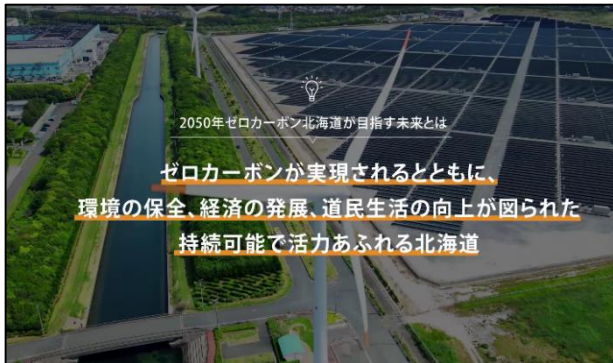 2050年ゼロカーボン北海道が目指す未来とは
ゼロカーボンが実現されるとともに、
環境の保全、経済の発展、道民生活の向上が図られた
持続可能で活力あふれる北海道